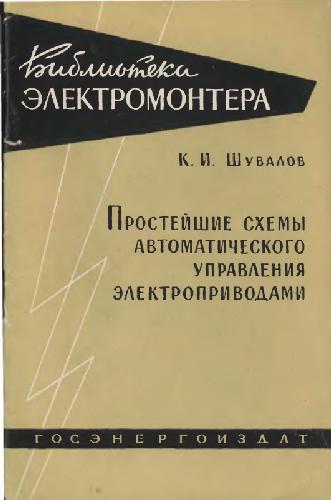 Библиотека
ЭЛЕКТРОМОНТЕРА
К. И. ШУВАЛОВ
ПРОСТЕЙШИЕ СХЕМЫ
АВТОМАТИЧЕСКОГО
УПРАВЛЕНИЯ
ЭЛЕКТРОПРИВОДАМИ
ГОСЭНЕРГОИЗДАТ